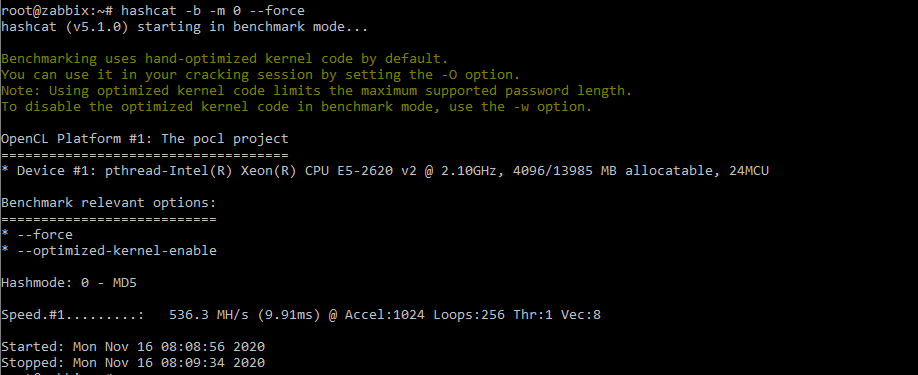 root@zabbix:~# hashcat -b -m 0 --force
hashcat (v5.1.0) starting in benchmark mode...
Benchmarking uses hand-optimized kernel code by default.
You can use it in your cracking session by setting the -O option.
Note: Using optimized kernel code limits the maximum supported password length.
To disable the optimized kernel code in benchmark mode, use the -w option.
OpenCL Platform #1: The pocl project
====================================
* Device #1: pthread-Intel(R) Xeon(R) CPU E5-2620 v2 @ 2.10GHz, 4096/13985 MB allocatable, 24MCU
Benchmark relevant options:
===========================
* --force
* --optimized-kernel-enable
Hashmode: 0 - MD5
Speed.#1.........:   536.3 MH/s (9.91ms) @ Accel:1024 Loops:256 Thr:1 Vec:8
Started: Mon Nov 16 08:08:56 2020
Stopped: Mon Nov 16 08:09:34 2020